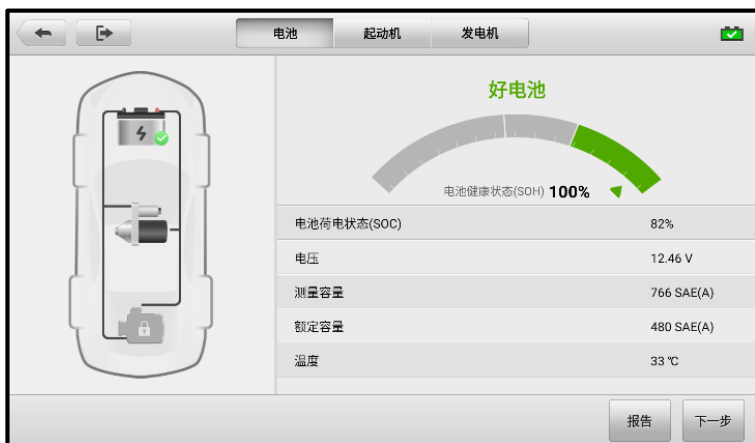 电池 起动机 发电机
好电池
电池健康状态(SOH) 100%
电池荷电状态(SOC) 82%
电压 12.46 V
测量容量 766 SAE(A)
额定容量 480 SAE(A)
温度 33 ℃
报告 下一步